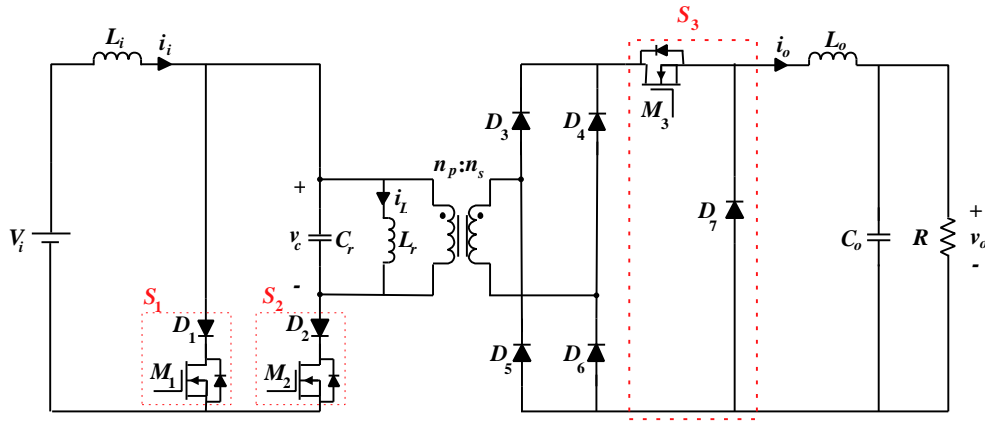 S3
Li
ii
io
Lo
M3
D3
D4
np:ns
+
iL
D7
+
Vi
vc
Cr
Lr
Co
R
vo
-
-
S1
S2
D1
D2
D5
D6
M1
M2